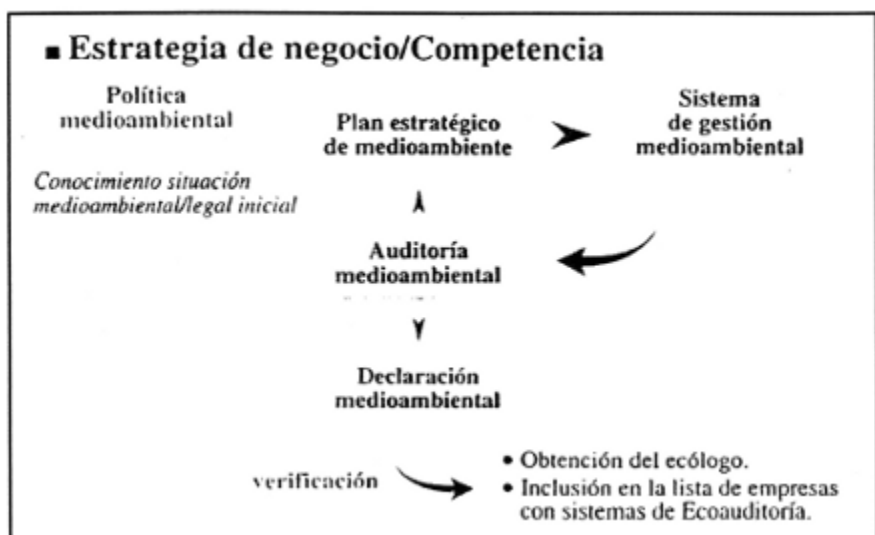 ▪ Estrategia de negocio/Competencia
Política
medioambiental
Plan estratégico
de medioambiente
Sistema
de gestión
medioambiental
Conocimiento situación
medioambiental/legal inicial
Auditoría
medioambiental
Declaración
medioambiental
verificación
• Obtención del ecólogo.
• Inclusión en la lista de empresas
con sistemas de Ecoauditoría.